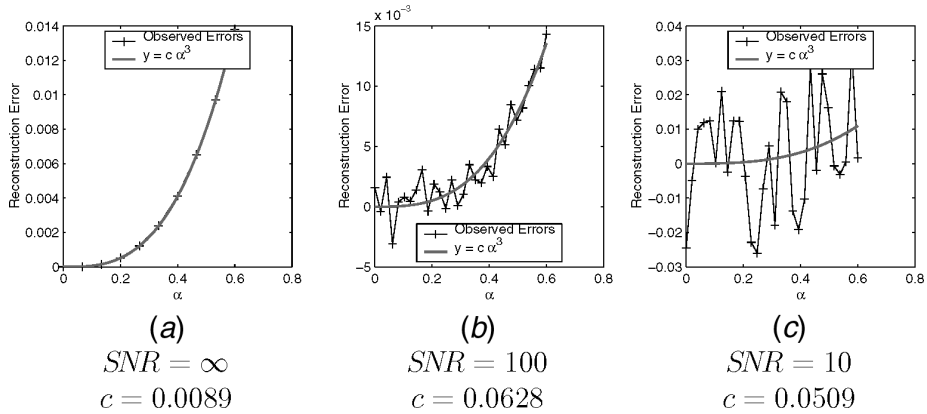 0.014
0.012
0.01
0.008
0.006
0.004
0.002
0
0 0.2 0.4 0.6 0.8
Reconstruction Error
α
Observed Errors
y = c α³
(a)
SNR = ∞
c = 0.0089
x 10⁻³
15
10
5
0
−5
0 0.2 0.4 0.6 0.8
Reconstruction Error
α
Observed Errors
y = c α³
(b)
SNR = 100
c = 0.0628
0.04
0.03
0.02
0.01
0
−0.01
−0.02
−0.03
0 0.2 0.4 0.6 0.8
Reconstruction Error
α
Observed Errors
y = c α³
(c)
SNR = 10
c = 0.0509